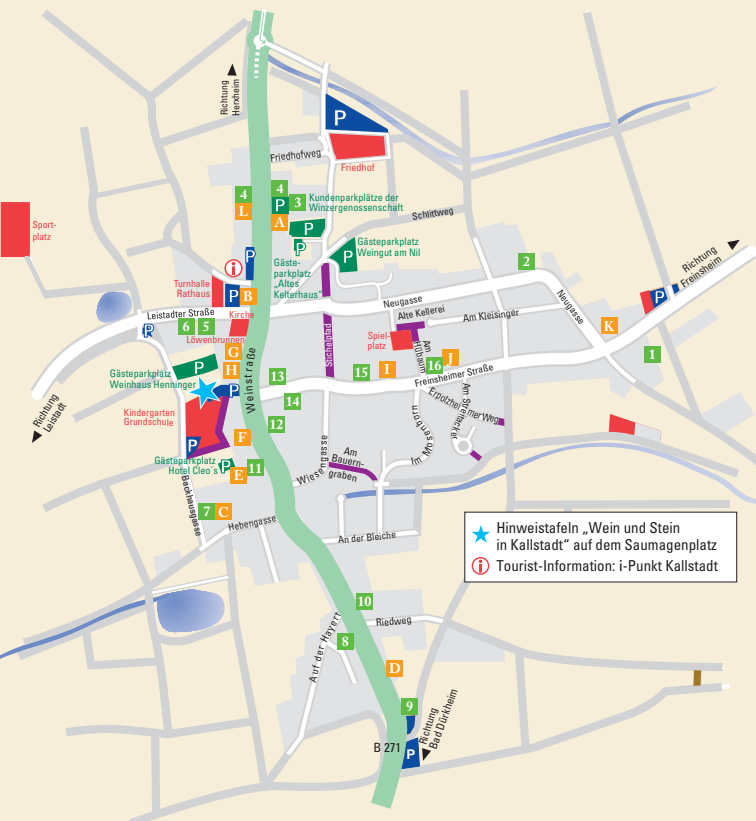 Richtung
Herxheim
P
Friedhofweg
Friedhof
4
4
P
3
Kundenparkplätze der
Winzergenossenschaft
L
A
P
Schlittweg
Sport-
platz
P
Gästeparkplatz
Weingut am Nil
P
Gäste-
parkplatz
„Altes
Kelterhaus“
P
2
Richtung
Freinsheim
i
Turnhalle
Rathaus
P
B
Neugasse
Neugasse
P
Leistadter Straße
Kirche
Alte Kellerei
Am Kleisinger
K
P
6
5
Löwenbrunnen
Stichelpfad
Spiel-
platz
Am
Hübaum
1
G
Gästeparkplatz
Weinhaus Henninger
P
H
Weinstraße
13
15
I
16
J
Freinsheimer Straße
P
14
Erpolzheimer Weg
Am Streitacker
Richtung
Leistadt
Kindergarten
Grundschule
12
F
P
Im Mosenborn
Gästeparkplatz
Hotel Cleo´s
P
11
E
Am
Bauern-
graben
Wiesengasse
Backhausgasse
7
C
Hebengasse
An der Bleiche
Hinweistafeln „Wein und Stein
in Kallstadt“ auf dem Saumagenplatz
i
Tourist-Information: i-Punkt Kallstadt
10
Riedweg
8
Auf der Hayert
D
9
Richtung
Bad Dürkheim
B 271
P